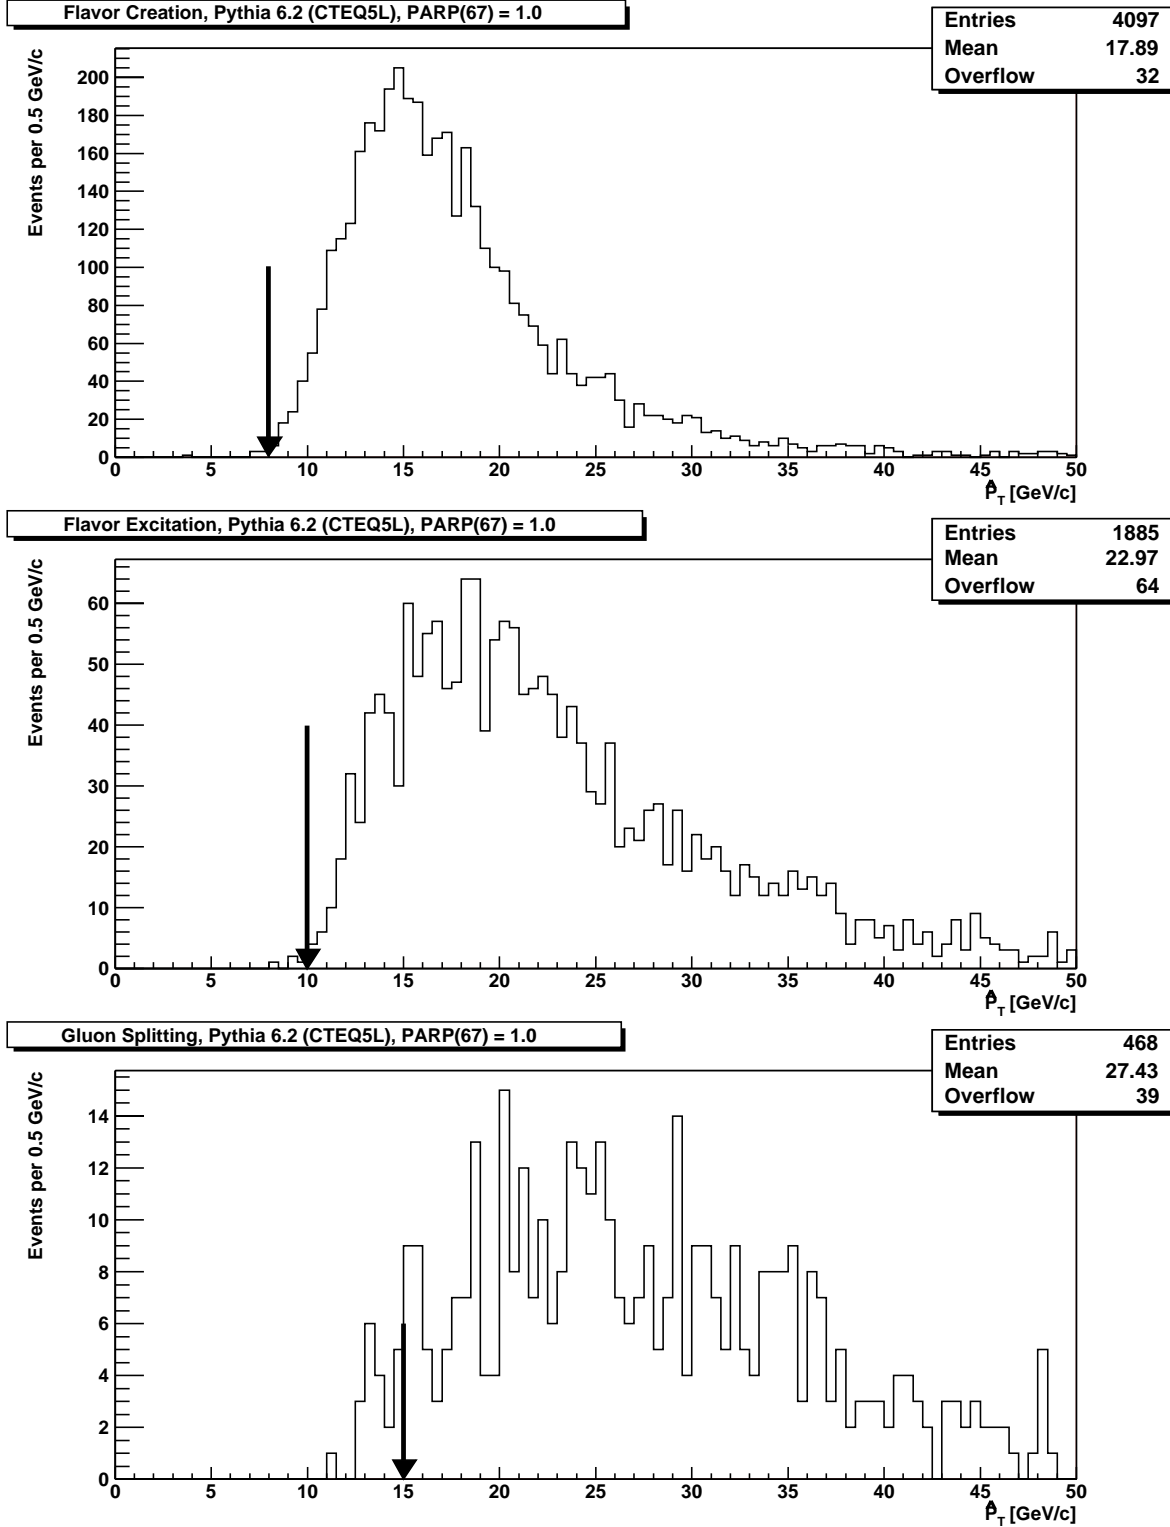 Flavor Creation, Pythia 6.2 (CTEQ5L), PARP(67) = 1.0
Entries 4097
Mean 17.89
Overflow 32
Events per 0.5 GeV/c
200
180
160
140
120
100
80
60
40
20
0
0 5 10 15 20 25 30 35 40 45 50
P̂T [GeV/c]
Flavor Excitation, Pythia 6.2 (CTEQ5L), PARP(67) = 1.0
Entries 1885
Mean 22.97
Overflow 64
Events per 0.5 GeV/c
60
50
40
30
20
10
0
0 5 10 15 20 25 30 35 40 45 50
P̂T [GeV/c]
Gluon Splitting, Pythia 6.2 (CTEQ5L), PARP(67) = 1.0
Entries 468
Mean 27.43
Overflow 39
Events per 0.5 GeV/c
14
12
10
8
6
4
2
0
0 5 10 15 20 25 30 35 40 45 50
P̂T [GeV/c]